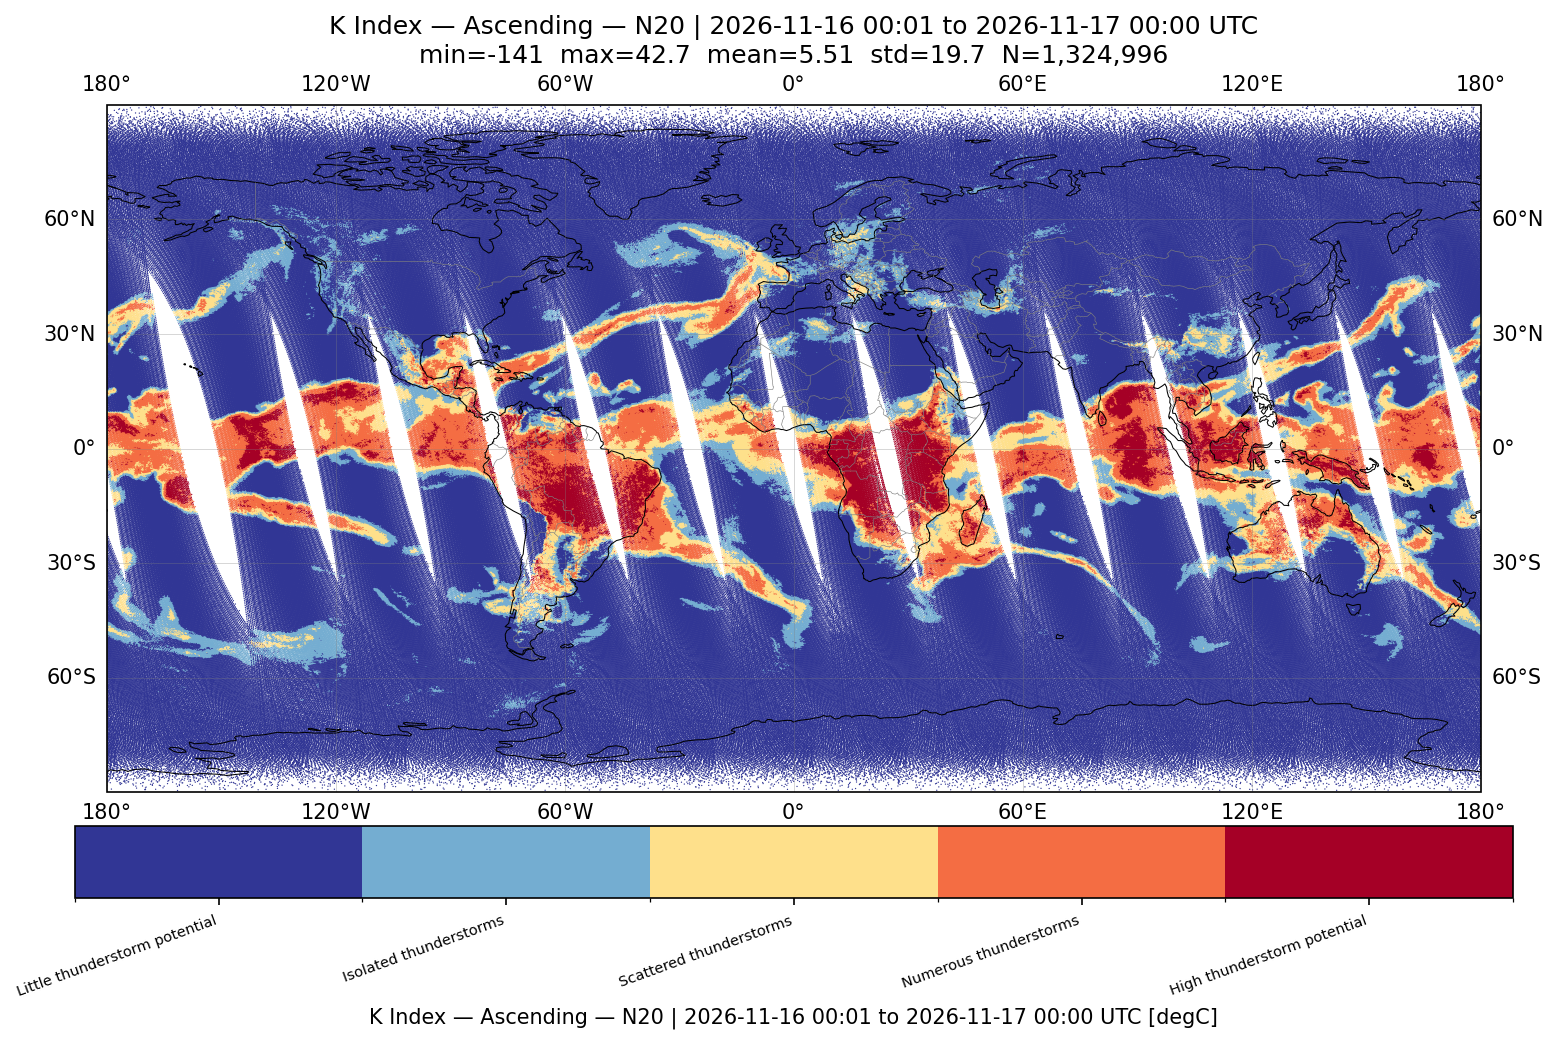 K Index — Ascending — N20 | 2026-11-16 00:01 to 2026-11-17 00:00 UTC
min=-141  max=42.7  mean=5.51  std=19.7  N=1,324,996
180° 120°W 60°W 0° 60°E 120°E 180°
60°N 60°N
30°N 30°N
0° 0°
30°S 30°S
60°S 60°S
180° 120°W 60°W 0° 60°E 120°E 180°
Little thunderstorm potential
Isolated thunderstorms
Scattered thunderstorms
Numerous thunderstorms
High thunderstorm potential
K Index — Ascending — N20 | 2026-11-16 00:01 to 2026-11-17 00:00 UTC [degC]